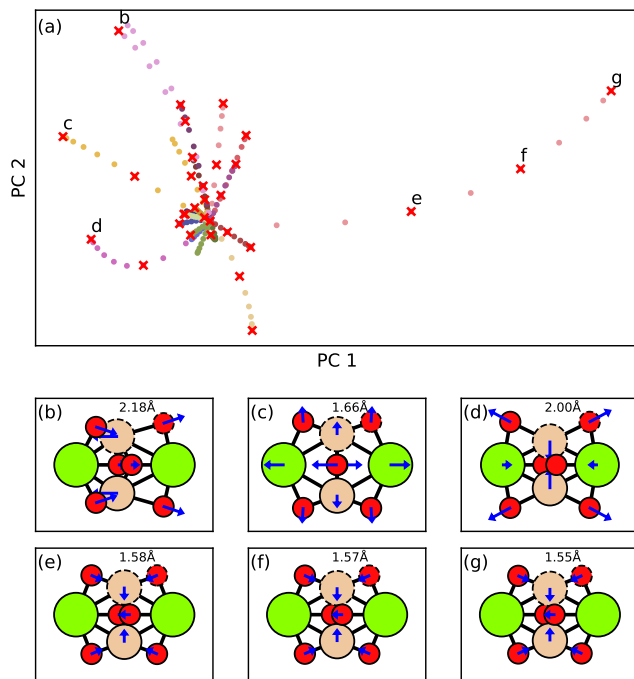 (a)
b
c
d
e
f
g
PC 2
PC 1
(b) 2.18Å
(c) 1.66Å
(d) 2.00Å
(e) 1.58Å
(f) 1.57Å
(g) 1.55Å